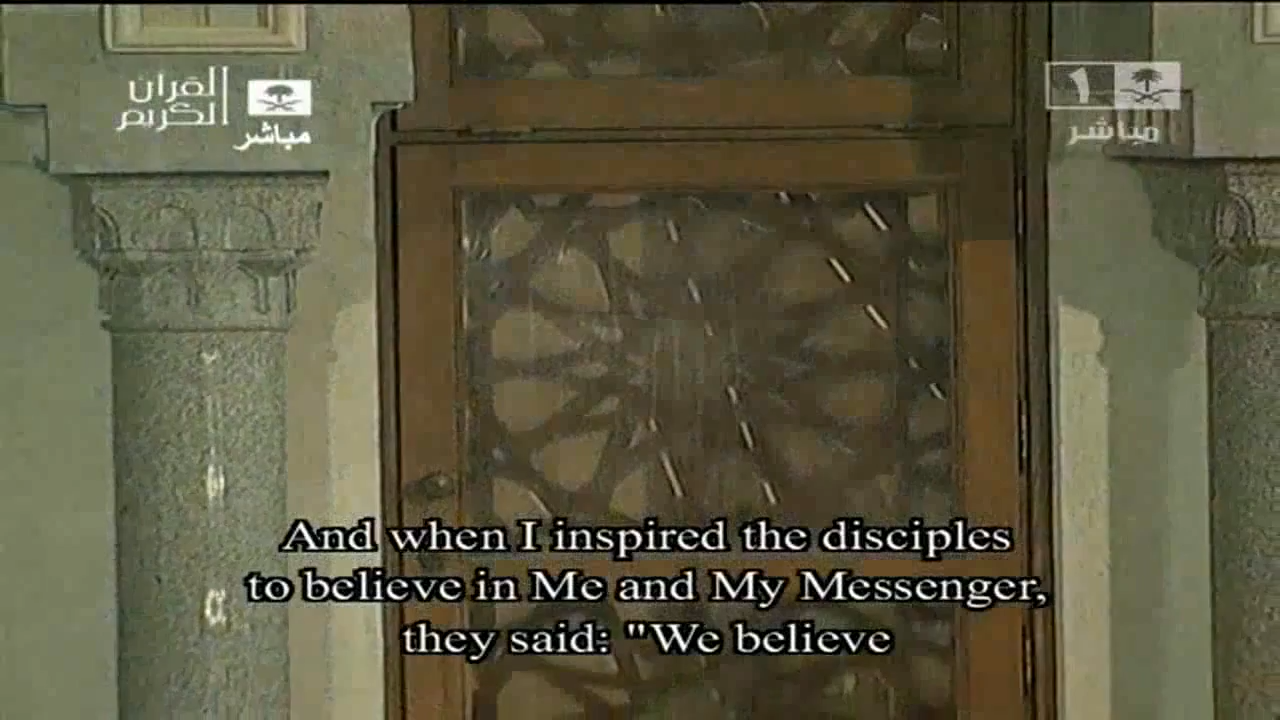 القرآن
الكريم
مباشر
١
مباشر
And when I inspired the disciples
to believe in Me and My Messenger,
they said: "We believe